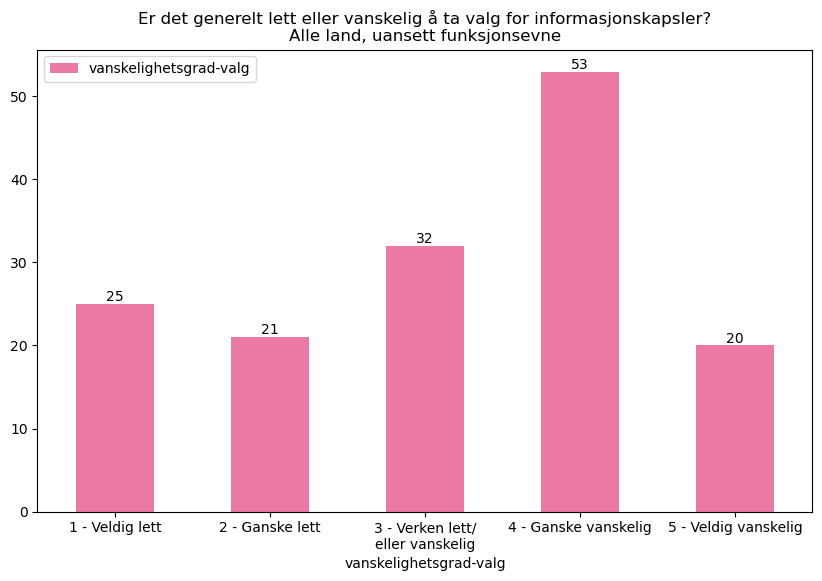 Er det generelt lett eller vanskelig å ta valg for informasjonskapsler?
Alle land, uansett funksjonsevne
vanskelighetsgrad-valg
50
40
30
20
10
0
25
21
32
53
20
1 - Veldig lett
2 - Ganske lett
3 - Verken lett/
eller vanskelig
4 - Ganske vanskelig
5 - Veldig vanskelig
vanskelighetsgrad-valg